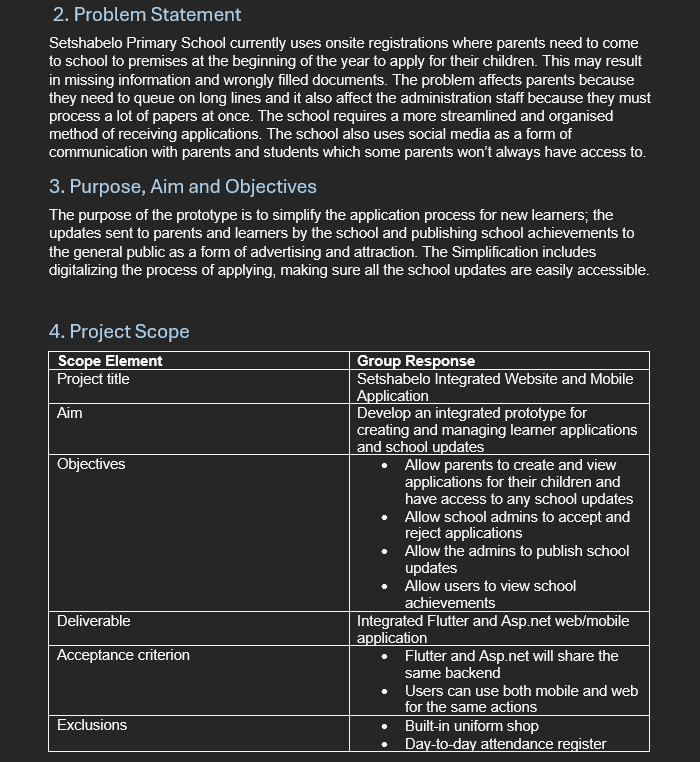 2. Problem Statement
Setshabelo Primary School currently uses onsite registrations where parents need to come
to school to premises at the beginning of the year to apply for their children. This may result
in missing information and wrongly filled documents. The problem affects parents because
they need to queue on long lines and it also affect the administration staff because they must
process a lot of papers at once. The school requires a more streamlined and organised
method of receiving applications. The school also uses social media as a form of
communication with parents and students which some parents won’t always have access to.
3. Purpose, Aim and Objectives
The purpose of the prototype is to simplify the application process for new learners; the
updates sent to parents and learners by the school and publishing school achievements to
the general public as a form of advertising and attraction. The Simplification includes
digitalizing the process of applying, making sure all the school updates are easily accessible.
4. Project Scope
Scope Element
Group Response
Project title
Setshabelo Integrated Website and Mobile
Application
Aim
Develop an integrated prototype for
creating and managing learner applications
and school updates
Objectives
• Allow parents to create and view
applications for their children and
have access to any school updates
• Allow school admins to accept and
reject applications
• Allow the admins to publish school
updates
• Allow users to view school
achievements
Deliverable
Integrated Flutter and Asp.net web/mobile
application
Acceptance criterion
• Flutter and Asp.net will share the
same backend
• Users can use both mobile and web
for the same actions
Exclusions
• Built-in uniform shop
• Day-to-day attendance register